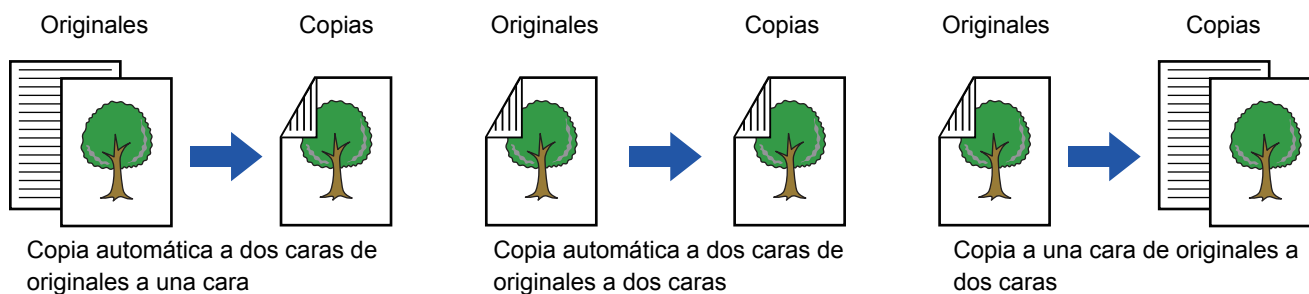 Originales Copias Originales Copias Originales Copias
Copia automática a dos caras de
originales a una cara
Copia automática a dos caras de
originales a dos caras
Copia a una cara de originales a
dos caras